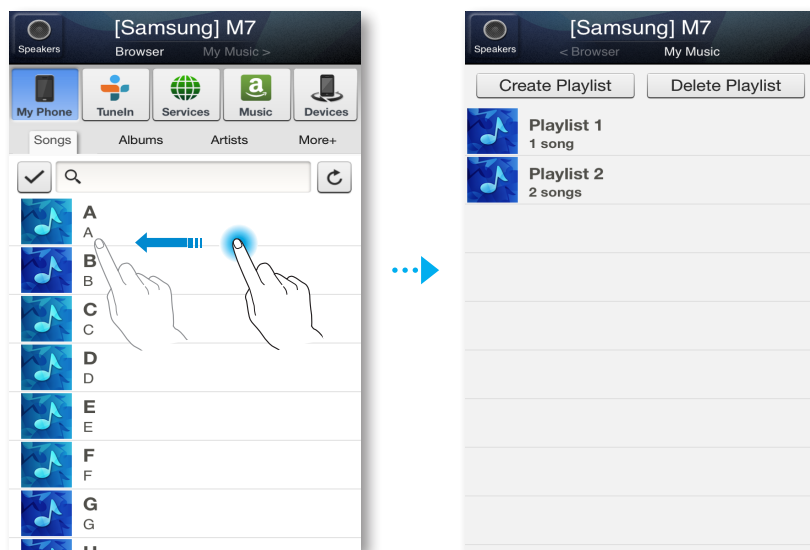 [Samsung] M7
Speakers
Browser My Music >
My Phone TuneIn Services Music Devices
Songs Albums Artists More+
A
A
B
B
C
C
D
D
E
E
F
F
G
G
[Samsung] M7
Speakers
< Browser My Music
Create Playlist Delete Playlist
Playlist 1
1 song
Playlist 2
2 songs